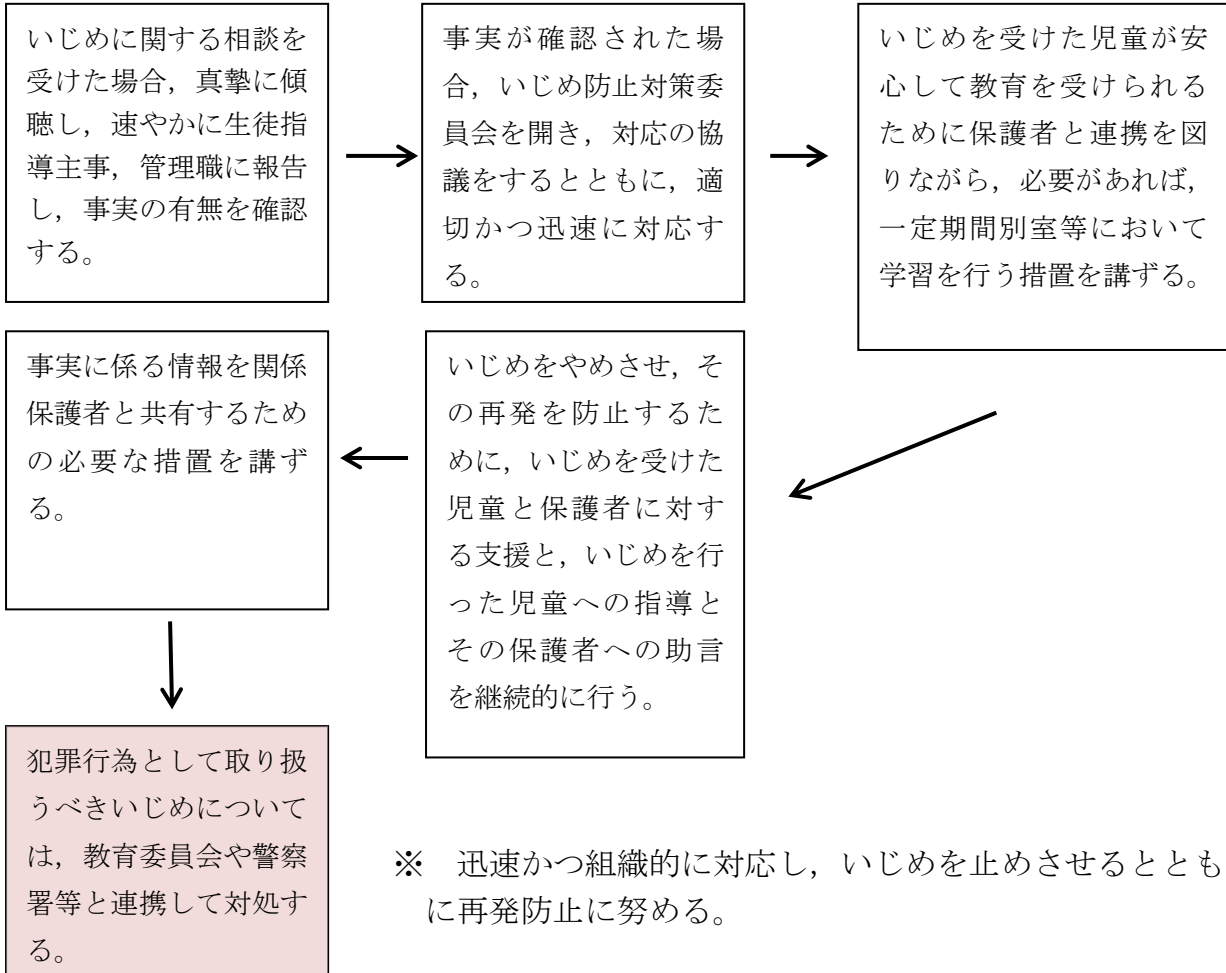 いじめに関する相談を
受けた場合，真摯に傾
聴し，速やかに生徒指
導主事，管理職に報告
し，事実の有無を確認
する。
事実が確認された場
合，いじめ防止対策委
員会を開き，対応の協
議をするとともに，適
切かつ迅速に対応す
る。
いじめを受けた児童が安
心して教育を受けられる
ために保護者と連携を図
りながら，必要があれば，
一定期間別室等において
学習を行う措置を講ずる。
いじめをやめさせ，そ
の再発を防止するた
めに，いじめを受けた
児童と保護者に対す
る支援と，いじめを行
った児童への指導と
その保護者への助言
を継続的に行う。
事実に係る情報を関係
保護者と共有するため
の必要な措置を講ず
る。
犯罪行為として取り扱
うべきいじめについて
は，教育委員会や警察
署等と連携して対処す
る。
※　迅速かつ組織的に対応し，いじめを止めさせるととも
に再発防止に努める。